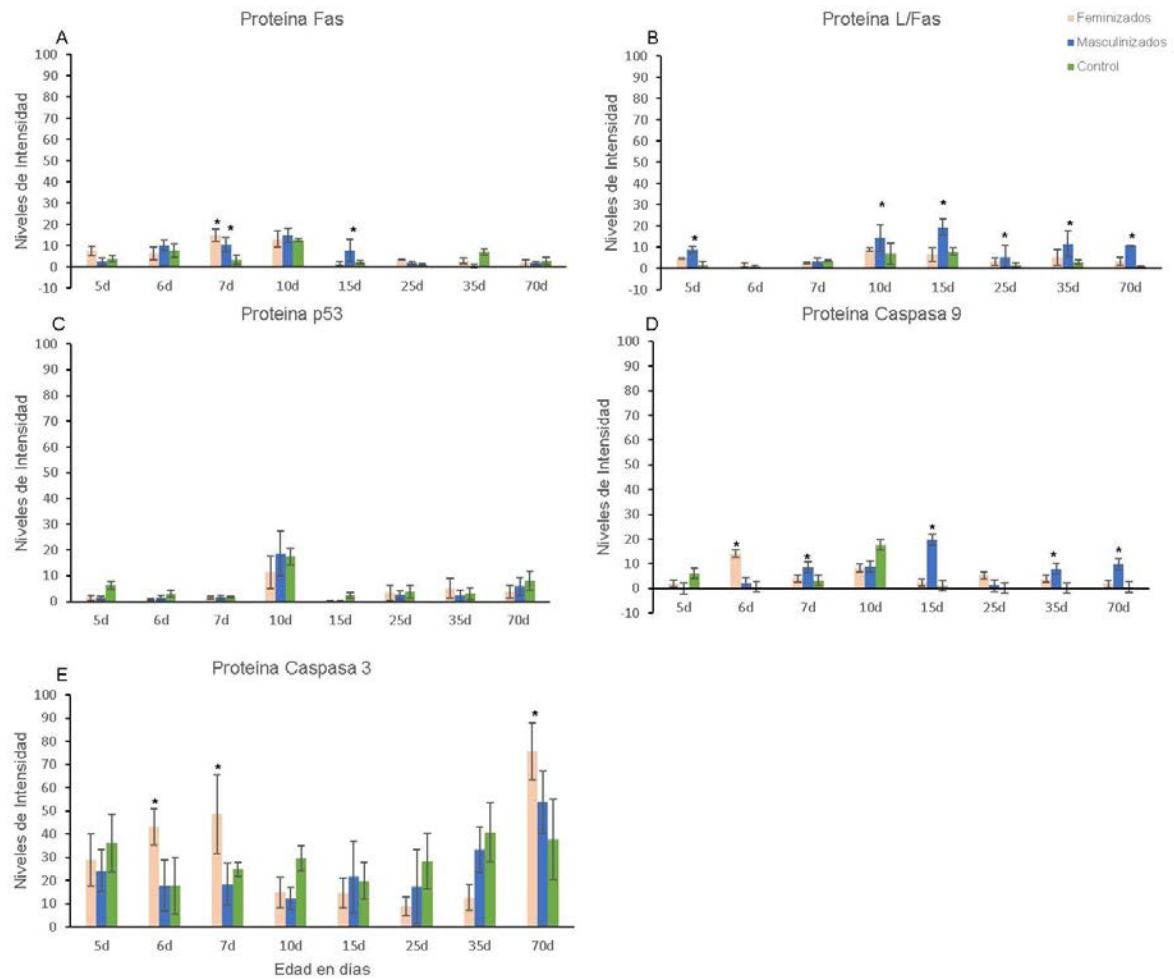 Proteína Fas
Proteína L/Fas
Feminizados
Masculinizados
Control
A
Niveles de Intensidad
100
90
80
70
60
50
40
30
20
10
0
-10
* * *
5d 6d 7d 10d 15d 25d 35d 70d
B
Niveles de Intensidad
100
90
80
70
60
50
40
30
20
10
0
-10
* * * * * *
5d 6d 7d 10d 15d 25d 35d 70d
Proteina p53
C
Niveles de Intensidad
100
90
80
70
60
50
40
30
20
10
0
5d 6d 7d 10d 15d 25d 35d 70d
Proteína Caspasa 9
D
Niveles de Intensidad
100
90
80
70
60
50
40
30
20
10
0
-10
* * * * *
5d 6d 7d 10d 15d 25d 35d 70d
Proteína Caspasa 3
E
Niveles de Intensidad
100
90
80
70
60
50
40
30
20
10
0
* * *
5d 6d 7d 10d 15d 25d 35d 70d
Edad en días